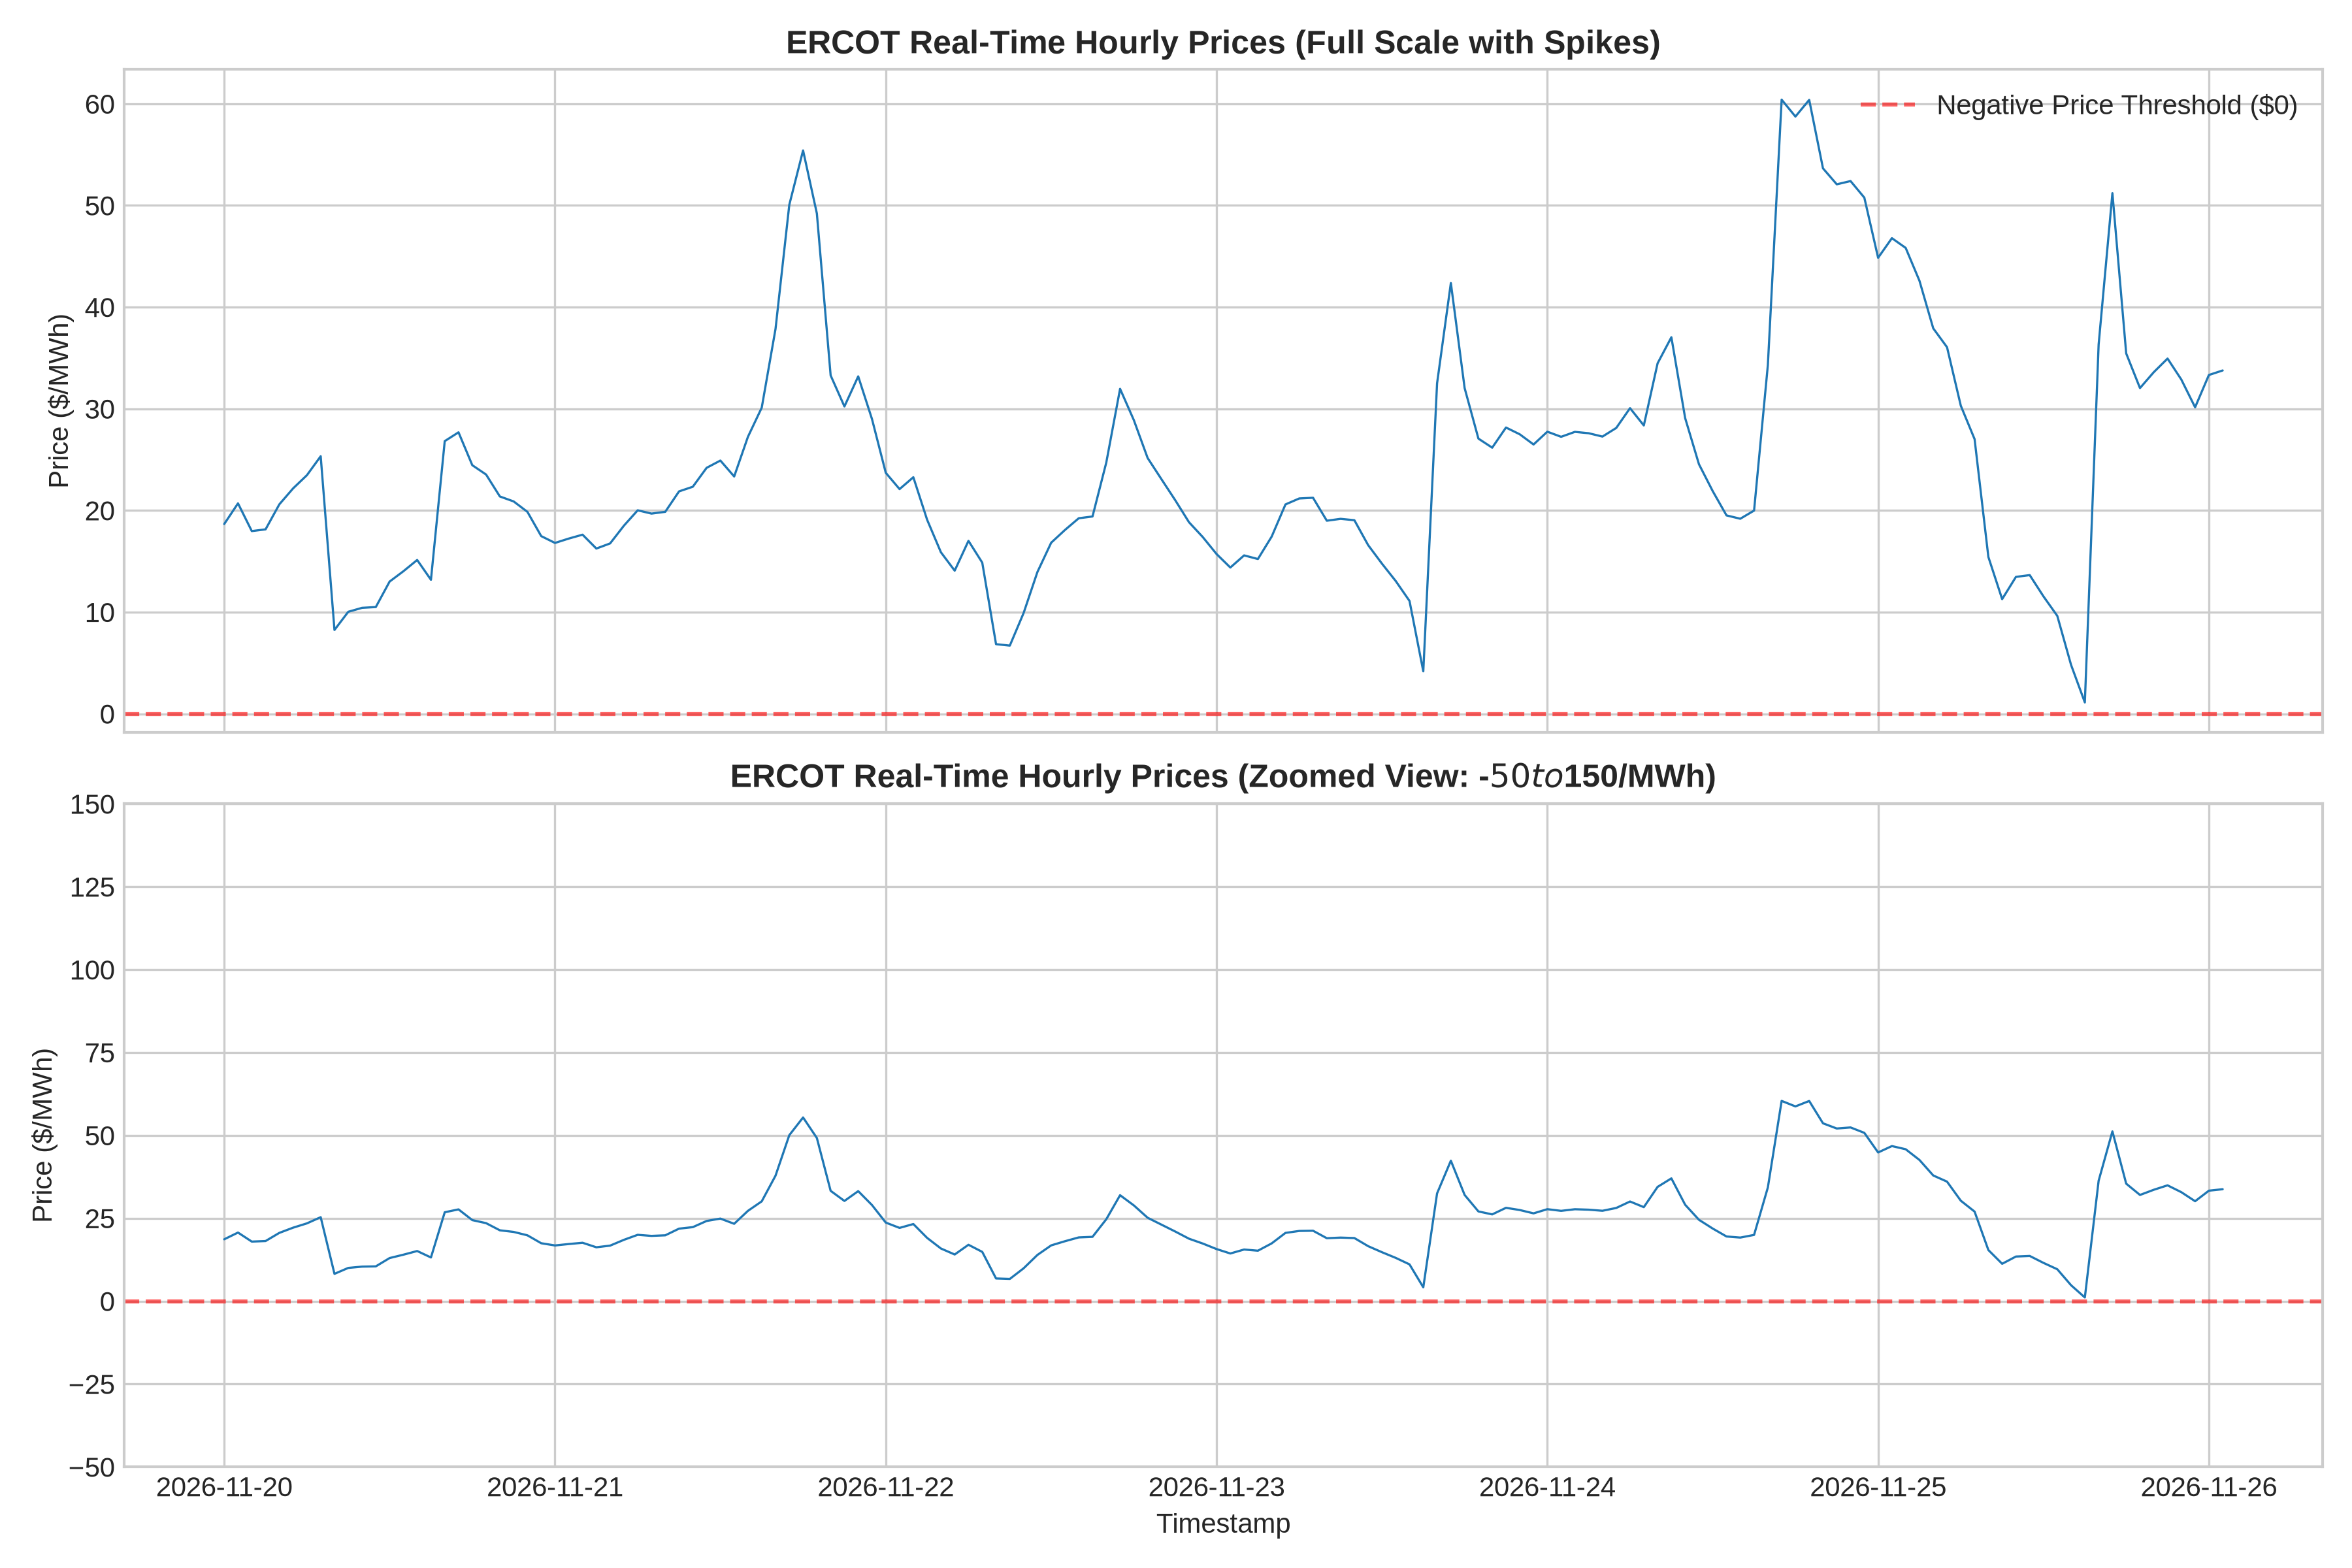 ERCOT Real-Time Hourly Prices (Full Scale with Spikes)
Price ($/MWh)
60
50
40
30
20
10
0
Negative Price Threshold ($0)
ERCOT Real-Time Hourly Prices (Zoomed View: -50to150/MWh)
Price ($/MWh)
150
125
100
75
50
25
0
−25
−50
2026-11-20 2026-11-21 2026-11-22 2026-11-23 2026-11-24 2026-11-25 2026-11-26
Timestamp